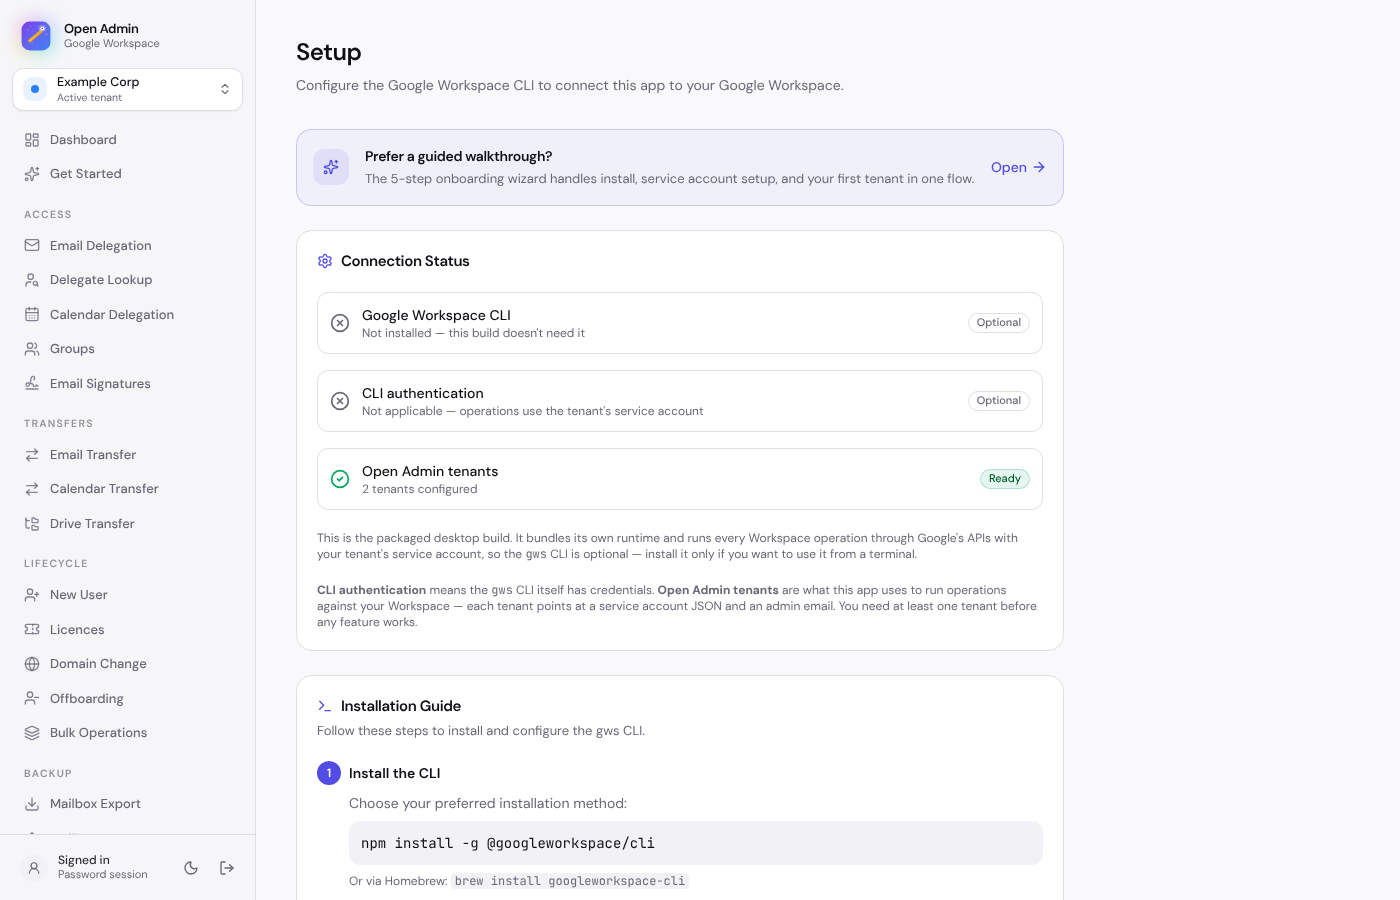 Open Admin
Google Workspace
Example Corp
Active tenant
Dashboard
Get Started
ACCESS
Email Delegation
Delegate Lookup
Calendar Delegation
Groups
Email Signatures
TRANSFERS
Email Transfer
Calendar Transfer
Drive Transfer
LIFECYCLE
New User
Licences
Domain Change
Offboarding
Bulk Operations
BACKUP
Mailbox Export
Signed in
Password session
Setup
Configure the Google Workspace CLI to connect this app to your Google Workspace.
Prefer a guided walkthrough?
The 5-step onboarding wizard handles install, service account setup, and your first tenant in one flow.
Open
Connection Status
Google Workspace CLI
Not installed — this build doesn't need it
Optional
CLI authentication
Not applicable — operations use the tenant's service account
Optional
Open Admin tenants
2 tenants configured
Ready
This is the packaged desktop build. It bundles its own runtime and runs every Workspace operation through Google's APIs with
your tenant's service account, so the gws CLI is optional — install it only if you want to use it from a terminal.
CLI authentication means the gws CLI itself has credentials. Open Admin tenants are what this app uses to run operations
against your Workspace — each tenant points at a service account JSON and an admin email. You need at least one tenant before
any feature works.
Installation Guide
Follow these steps to install and configure the gws CLI.
1 Install the CLI
Choose your preferred installation method:
npm install -g @googleworkspace/cli
Or via Homebrew: brew install googleworkspace-cli